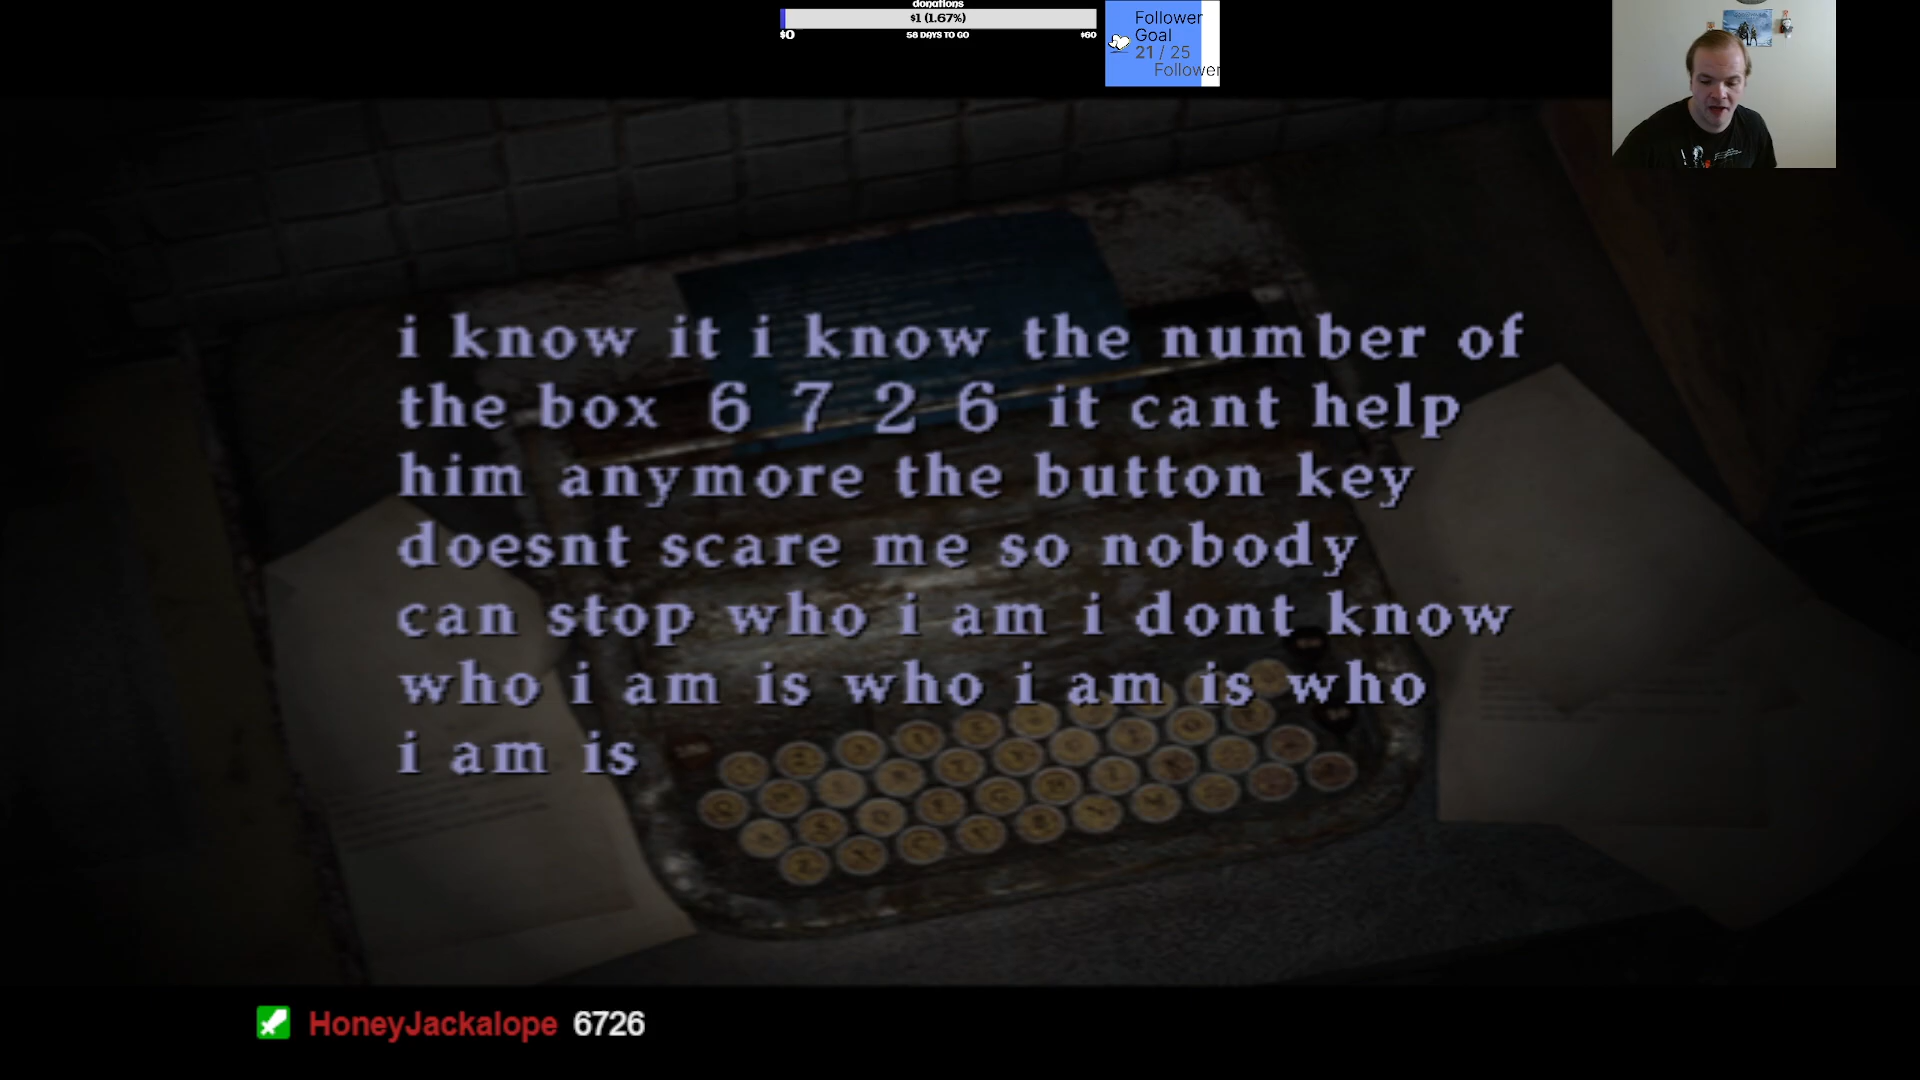 donations
$1 (1.67%)
$0
58 DAYS TO GO
$60
Follower
Goal
21 / 25
Follower
i know it i know the number of
the box 6 7 2 6 it cant help
him anymore the button key
doesnt scare me so nobody
can stop who i am i dont know
who i am is who i am is who
i am is
HoneyJackalope 6726